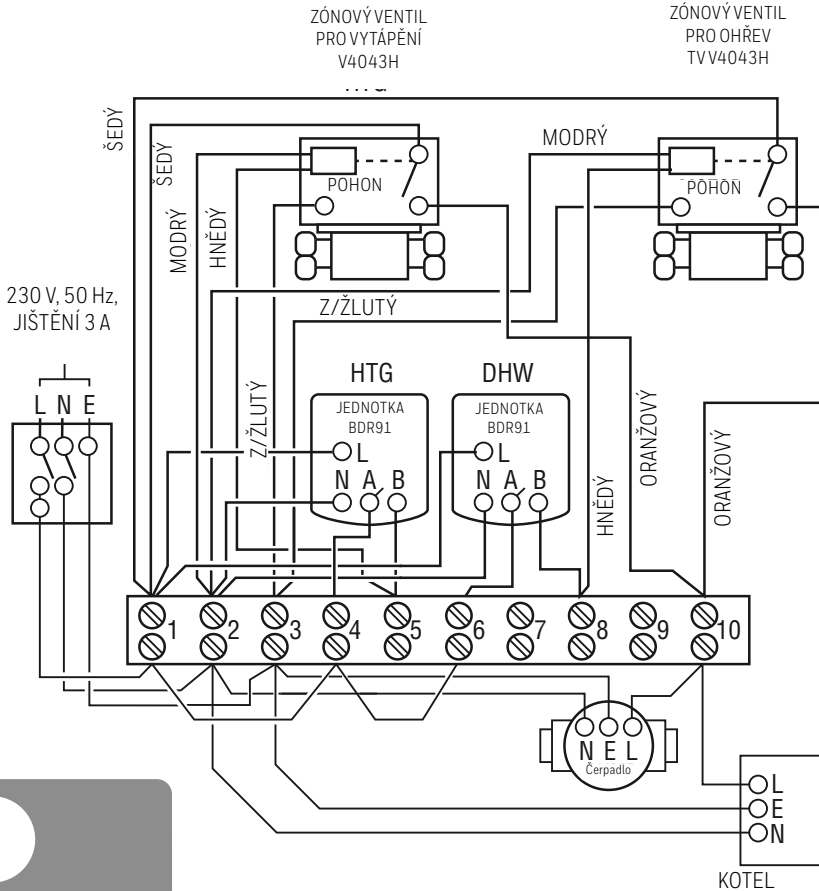 ZÓNOVÝ VENTIL
PRO VYTÁPĚNÍ
V4043H
ZÓNOVÝ VENTIL
PRO OHŘEV
TV V4043H
ŠEDÝ
ŠEDÝ
MODRÝ
HNĚDÝ
POHON
MODRÝ
POHON
230 V, 50 Hz,
JIŠTĚNÍ 3 A
Z/ŽLUTÝ
L N E
Z/ŽLUTÝ
HTG
JEDNOTKA
BDR91
L
N A B
DHW
JEDNOTKA
BDR91
L
N A B
HNĚDÝ
ORANŽOVÝ
ORANŽOVÝ
1 2 3 4 5 6 7 8 9 10
N E L
Čerpadlo
L
E
N
KOTEL